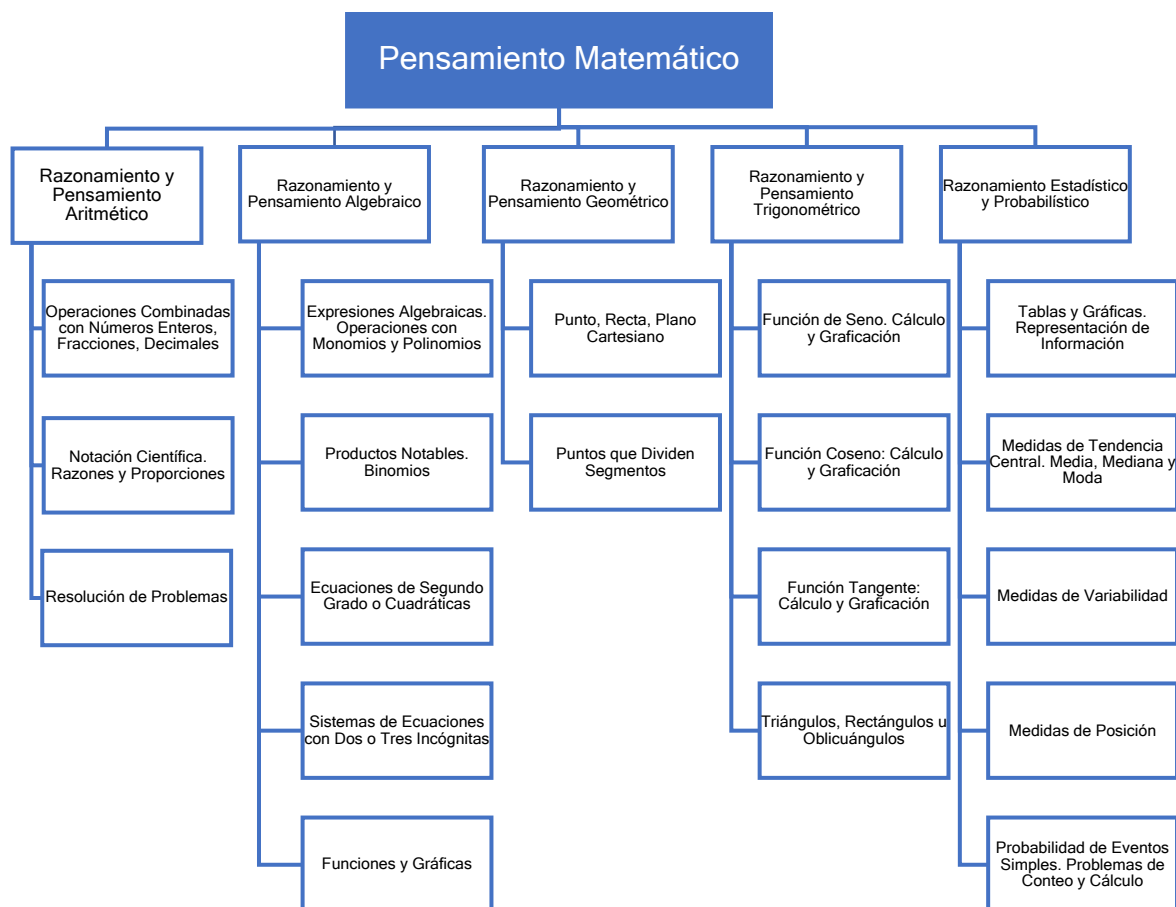 Pensamiento Matemático
Razonamiento y
Pensamiento
Aritmético
Operaciones Combinadas
con Números Enteros,
Fracciones, Decimales
Notación Científica.
Razones y Proporciones
Resolución de Problemas
Razonamiento y
Pensamiento Algebraico
Expresiones Algebraicas.
Operaciones con
Monomios y Polinomios
Productos Notables.
Binomios
Ecuaciones de Segundo
Grado o Cuadráticas
Sistemas de Ecuaciones
con Dos o Tres Incógnitas
Funciones y Gráficas
Razonamiento y
Pensamiento Geométrico
Punto, Recta, Plano
Cartesiano
Puntos que Dividen
Segmentos
Razonamiento y
Pensamiento
Trigonométrico
Función de Seno. Cálculo
y Graficación
Función Coseno: Cálculo
y Graficación
Función Tangente:
Cálculo y Graficación
Triángulos, Rectángulos u
Oblicuángulos
Razonamiento Estadístico
y Probabilístico
Tablas y Gráficas.
Representación de
Información
Medidas de Tendencia
Central. Media, Mediana y
Moda
Medidas de Variabilidad
Medidas de Posición
Probabilidad de Eventos
Simples. Problemas de
Conteo y Cálculo